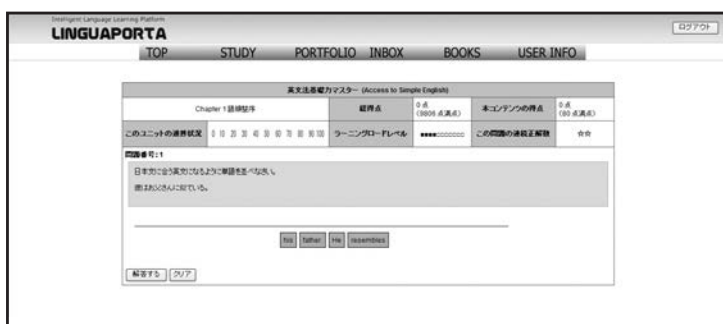 Intelligent Language Learning Platform
LINGUAPORTA
ログアウト
TOP STUDY PORTFOLIO INBOX BOOKS USER INFO
英文法基礎力マスター (Access to Simple English)
Chapter 1 語順整序 総得点 0 点 (9806 点満点) 本コンテンツの得点 0 点 (80 点満点)
このユニットの進捗状況 0 10 20 30 40 50 60 70 80 90 100 ラーニングロードレベル ■■■■□□□□□□ この問題の連続正解数 ☆☆
問題番号:1
日本文に合う英文になるように単語を並べなさい。
彼はお父さんに似ている。
his father He resembles
解答する クリア